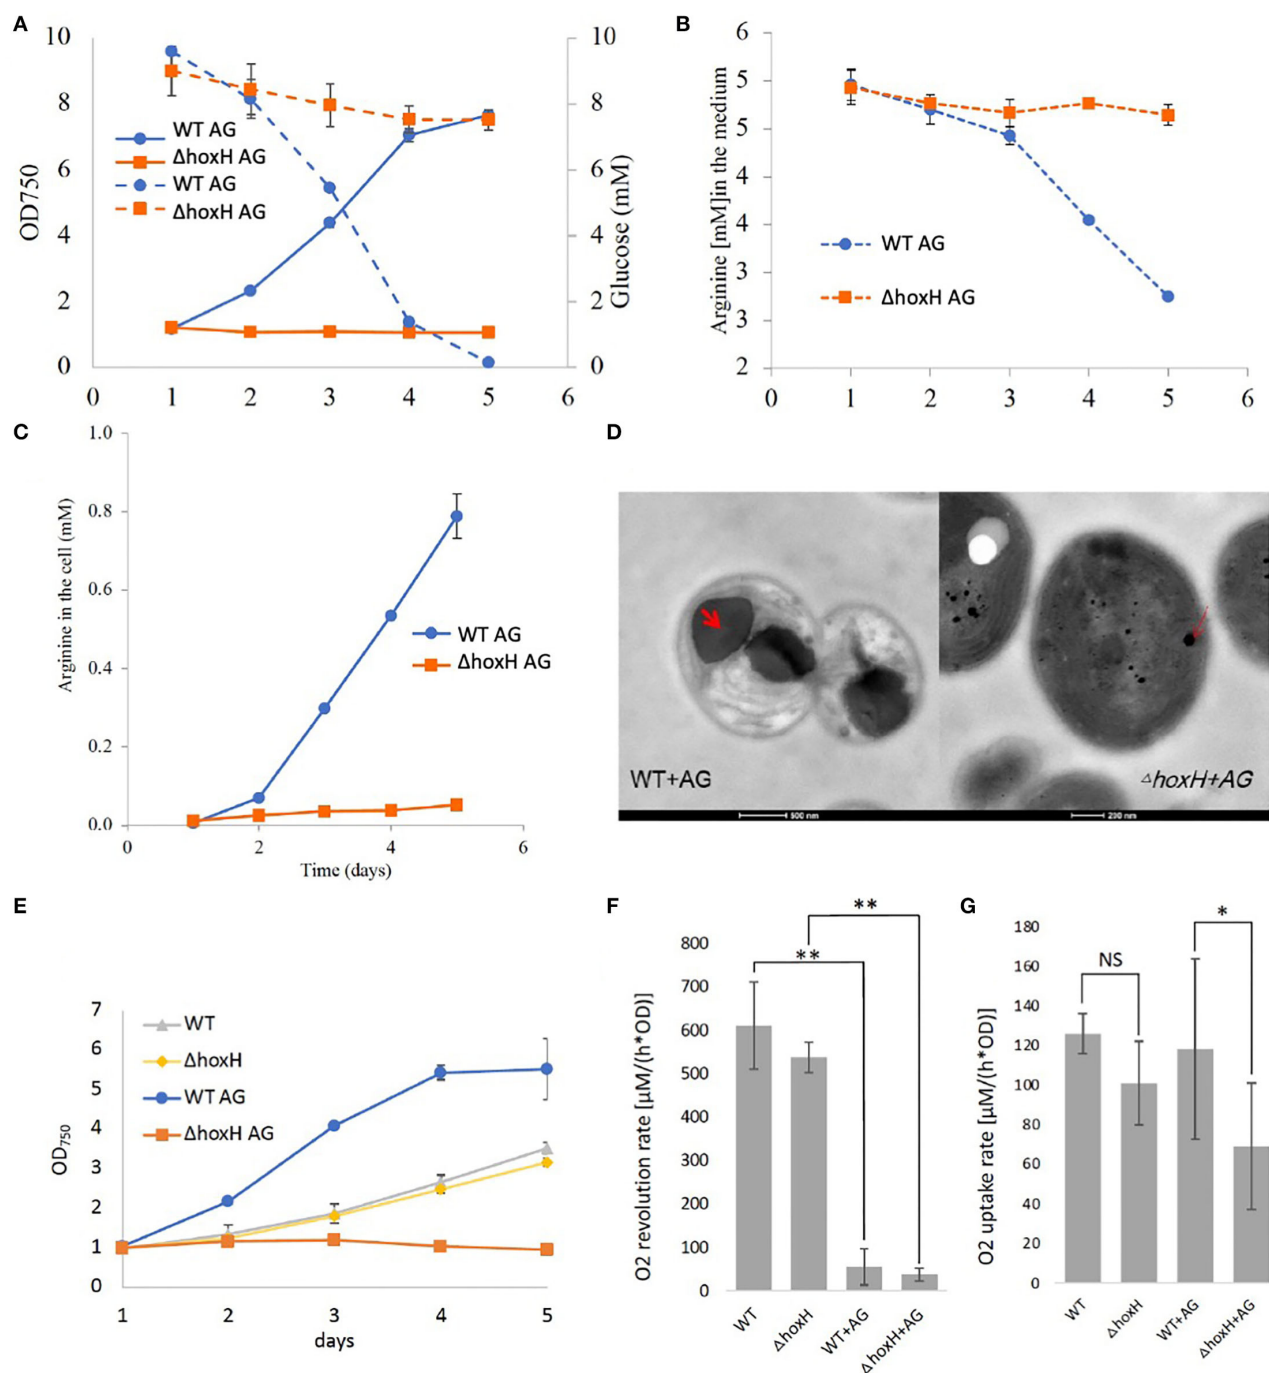 A
OD750
10
8
6
4
2
0
WT AG
ΔhoxH AG
WT AG
ΔhoxH AG
10
8
6
4
2
0
Glucose (mM)
0 1 2 3 4 5 6
B
Arginine [mM]in the medium
6
5
5
4
4
3
3
2
WT AG
ΔhoxH AG
0 1 2 3 4 5 6
C
Arginine in the cell (mM)
1.0
0.8
0.6
0.4
0.2
0.0
WT AG
ΔhoxH AG
0 2 4 6
Time (days)
D
WT+AG
500 nm
ΔhoxH+AG
200 nm
E
OD750
7
6
5
4
3
2
1
0
WT
ΔhoxH
WT AG
ΔhoxH AG
1 2 3 4 5
days
F
O2 revolution rate [µM/(h*OD)]
800
700
600
500
400
300
200
100
0
**
**
WT
ΔhoxH
WT+AG
ΔhoxH+AG
G
O2 uptake rate [µM/(h*OD)]
180
160
140
120
100
80
60
40
20
0
NS
*
WT
ΔhoxH
WT+AG
ΔhoxH+AG